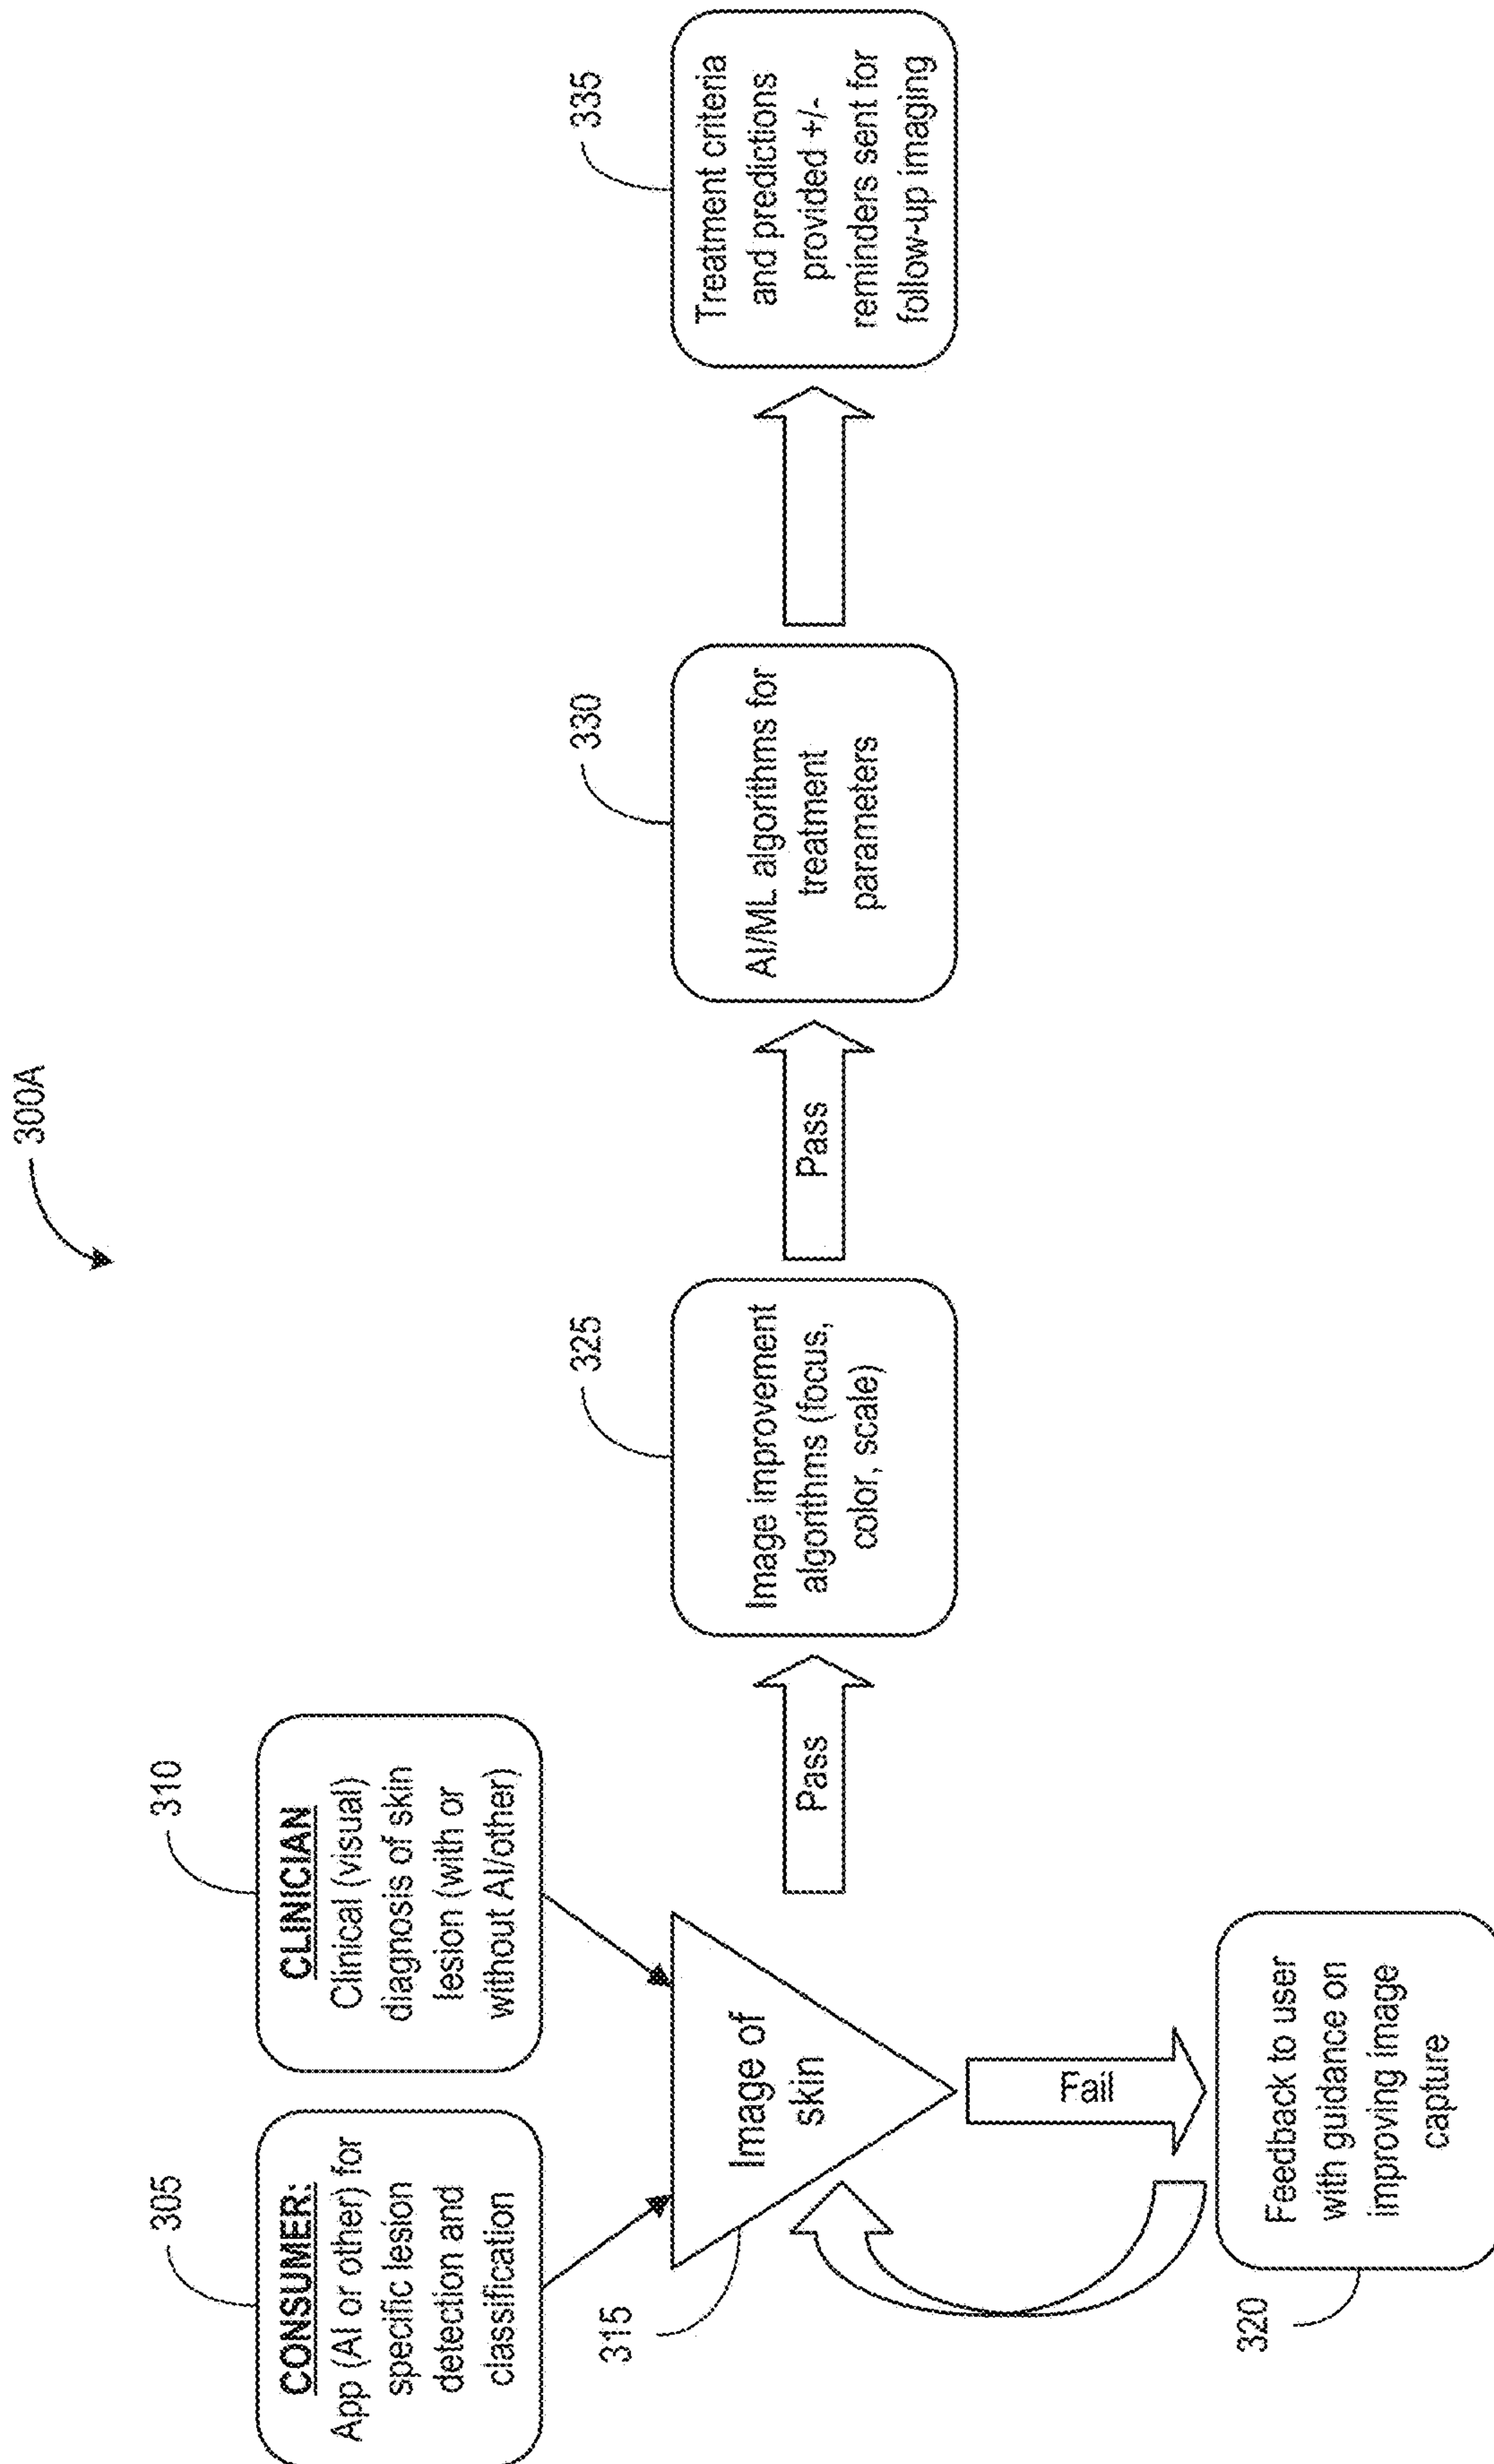 300A
305
CONSUMER:
App (AI or other) for
specific lesion
detection and
classification
310
CLINICIAN
Clinical (visual)
diagnosis of skin
lesion (with or
without AI/other)
315
Image of
skin
Fail
320
Feedback to user
with guidance on
improving image
capture
Pass
325
Image improvement
algorithms (focus,
color, scale)
Pass
330
AI/ML algorithms for
treatment
parameters
335
Treatment criteria
and predictions
provided +/-
reminders sent for
follow-up imaging